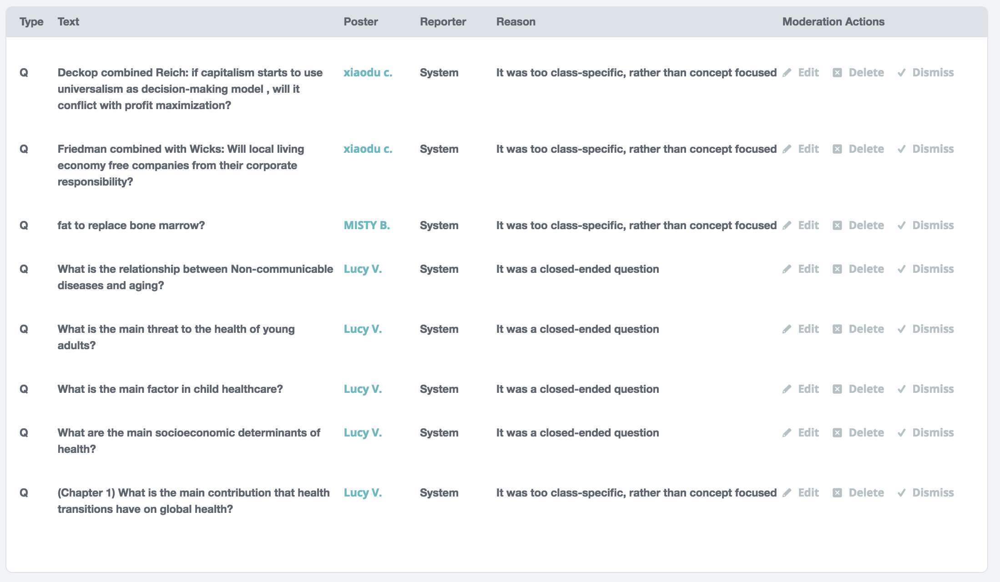 Type Text Poster Reporter Reason Moderation Actions
Q Deckop combined Reich: if capitalism starts to use xiaodu c. System It was too class-specific, rather than concept focused Edit Delete Dismiss
universalism as decision-making model , will it
conflict with profit maximization?
Q Friedman combined with Wicks: Will local living xiaodu c. System It was too class-specific, rather than concept focused Edit Delete Dismiss
economy free companies from their corporate
responsibility?
Q fat to replace bone marrow? MISTY B. System It was too class-specific, rather than concept focused Edit Delete Dismiss
Q What is the relationship between Non-communicable Lucy V. System It was a closed-ended question Edit Delete Dismiss
diseases and aging?
Q What is the main threat to the health of young Lucy V. System It was a closed-ended question Edit Delete Dismiss
adults?
Q What is the main factor in child healthcare? Lucy V. System It was a closed-ended question Edit Delete Dismiss
Q What are the main socioeconomic determinants of Lucy V. System It was a closed-ended question Edit Delete Dismiss
health?
Q (Chapter 1) What is the main contribution that health Lucy V. System It was too class-specific, rather than concept focused Edit Delete Dismiss
transitions have on global health?